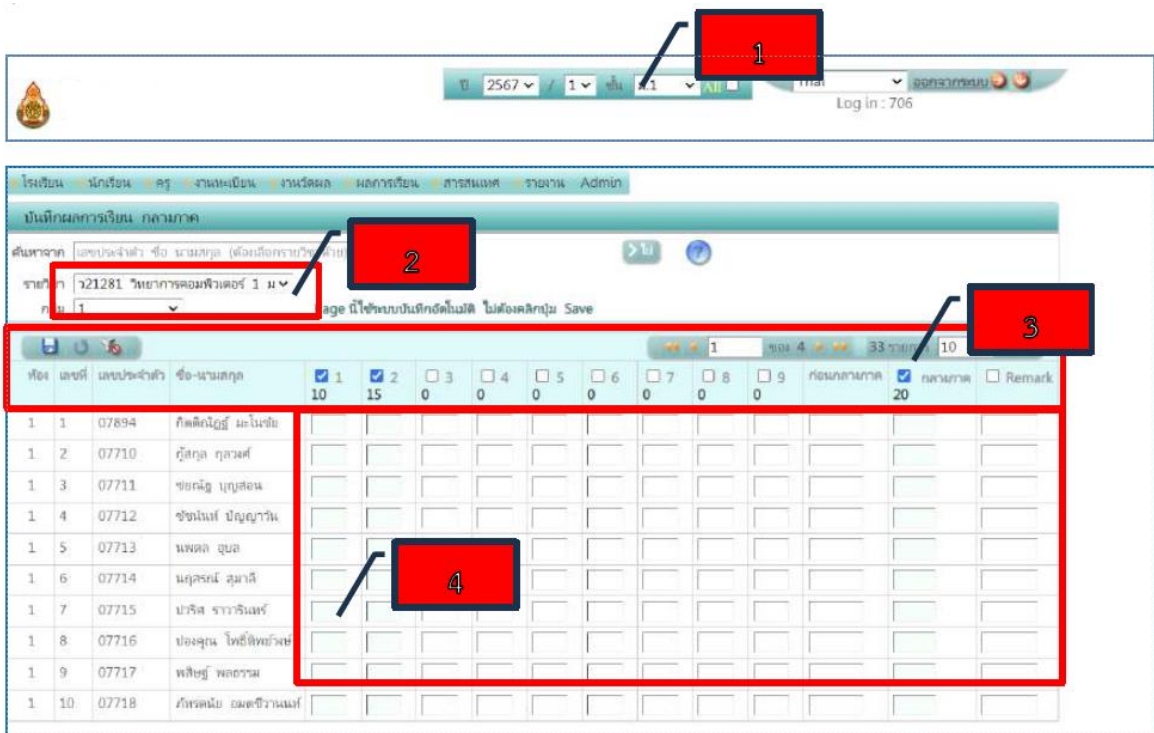 1
ปี 2567 / 1 ชั้น ม.1 All Thai ออกจากระบบ
Log in : 706
โรงเรียน นักเรียน ครู งานทะเบียน งานวัดผล ผลการเรียน สารสนเทศ รายงาน Admin
บันทึกผลการเรียน กลางภาค
ค้นหาจาก เลขประจำตัว ชื่อ นามสกุล (ต้องเลือกรายวิชาด้วย) ไป ?
2
รายวิชา ว21281 วิทยาการคอมพิวเตอร์ 1 ม
กลุ่ม 1 Page นี้ใช้ระบบบันทึกอัตโนมัติ ไม่ต้องคลิกปุ่ม Save
3
1 ของ 4 33 รายการ 10
ห้อง เลขที่ เลขประจำตัว ชื่อ-นามสกุล 1 2 3 4 5 6 7 8 9 ก่อนกลางภาค กลางภาค Remark
10 15 0 0 0 0 0 0 0 20
1 1 07894 มะโนชัย
1 2 07710 กุลวงศ์
1 3 07711 บุญสอน
1 4 07712 ชัชนันท์ ปัญญาวัน
1 5 07713 นพดล อุบล
1 6 07714 สุมาลี
1 7 07715 ปาริศ
4
1 8 07716 ปองคุณ โพธิ์ทิพย์วงษ์
1 9 07717 พสิษฐ์ พลธรรม
1 10 07718 ภัทรดนัย อมตชีวานนท์